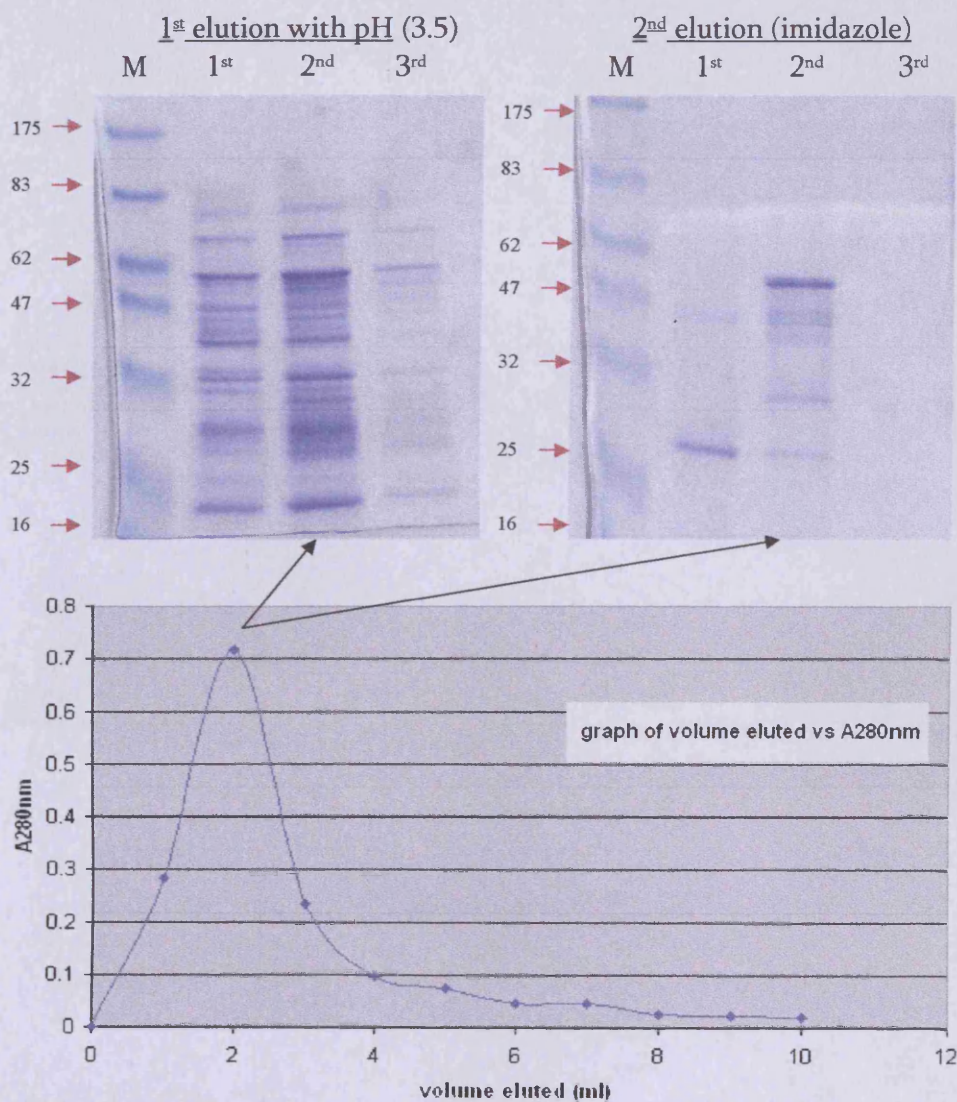 1st elution with pH (3.5)
M 1st 2nd 3rd
175
83
62
47
32
25
16
2nd elution (imidazole)
M 1st 2nd 3rd
175
83
62
47
32
25
16
0.8
0.7
0.6
0.5
0.4
0.3
0.2
0.1
0
A280nm
graph of volume eluted vs A280nm
0 2 4 6 8 10 12
volume eluted (ml)